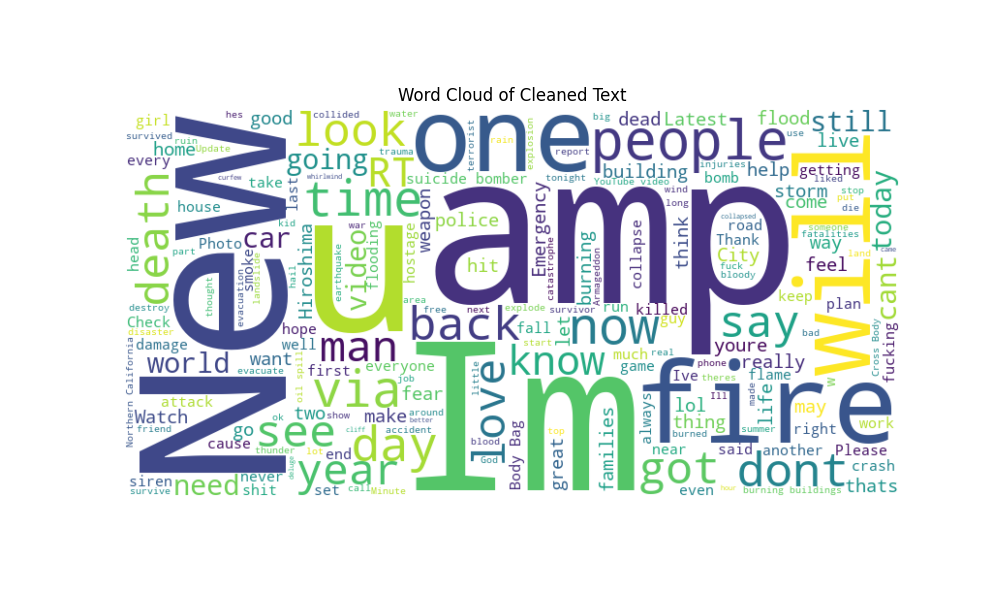 Word Cloud of Cleaned Text
girl
hes
good
collided
water
look
one
terrorist
rain
explosion
big
dead
Latest
flood
still
survived
ruin
Update
home
New
going
trauma
RT
people
report
injuries
use
live
every
curfew
whirlwind
last
suicide bomber
tonight
YouTube video
building
bomb
help
getting
liked
stop
take
time
weapon
u
amp
wind
long
storm
come
put
die
will
today
death
house
kid
police
Emergency
burning
collapse
think
collapsed
road
Thank
someone
fatalities
way
head
part
Photo
car
smoke
war
video
flooding
hostage
hit
catastrophe
Armageddon
City
fuck
bloody
feel
land
came
thought
evacuation
landslide
hail
Hiroshima
earthquake
area
keep
plan
cant
destroy
free
next
explode
survivor
run
killed
Check
disaster
hope
back
fall
start
let
now
guy
say
bad
damage
well
man
phone
youre
Cross Body
fucking
Northern California
world
evacuate
want
oil spill
first
everyone
job
Im
love
little
know
much
game
real
really
fire
Ive
theres
flame
w
attack
via
fear
Ill
made
Watch
two
show
make
around
better
families
always
lol
thing
burned
summer
life
may
work
friend
ok
go
see
cliff
accident
day
blood
top
right
cause
thunder
lot
end
God
Body Bag
great
near
said
another
Please
siren
never
deluge
year
got
dont
crash
survive
need
shit
set
call
Minute
even
hour
burning buildings
thats